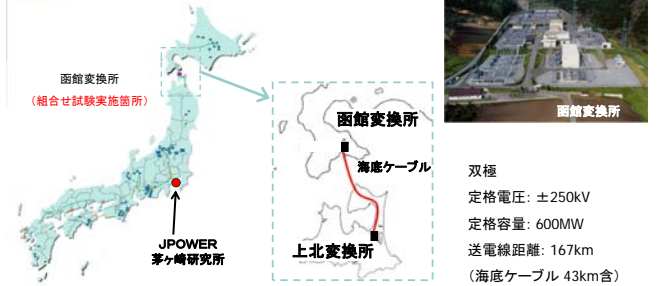 函館変換所
(組合せ試験実施箇所)
JPOWER
茅ヶ崎研究所
函館変換所
海底ケーブル
上北変換所
函館変換所
双極
定格電圧: ±250kV
定格容量: 600MW
送電線距離: 167km
(海底ケーブル 43km含)